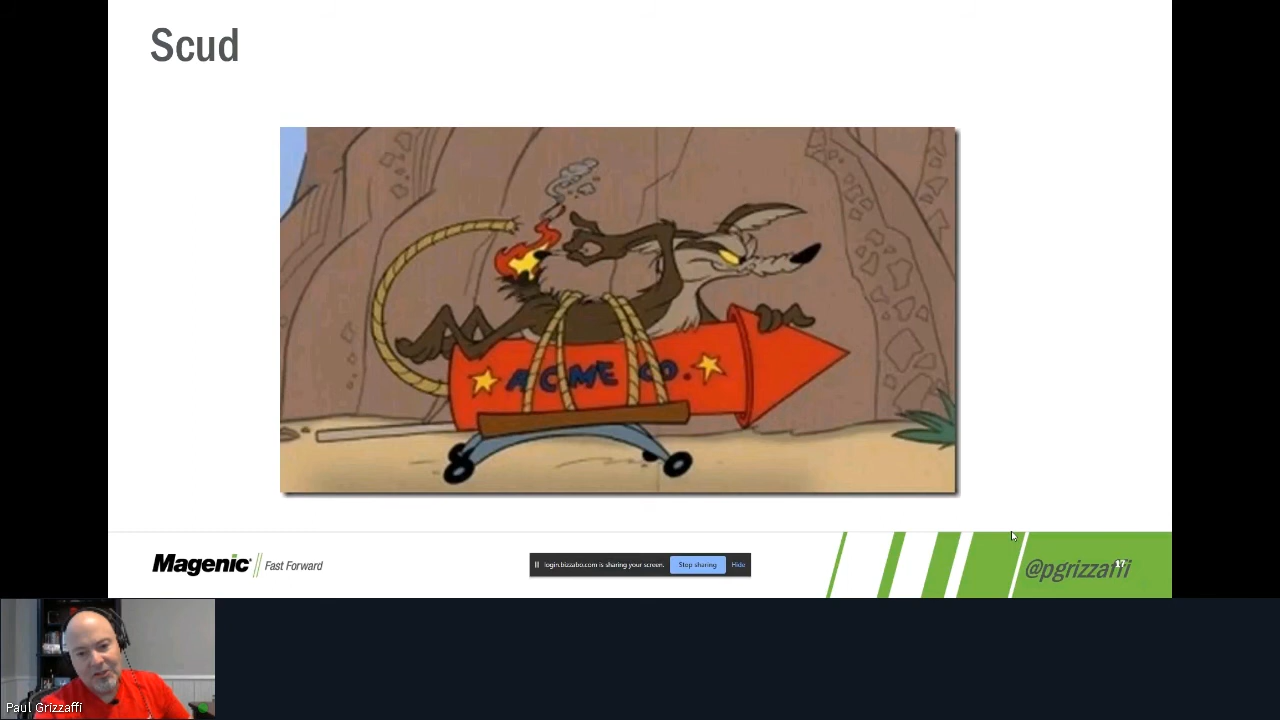 Scud
ACME CO.
Magenic Fast Forward
login.bizzabo.com is sharing your screen. Stop sharing Hide
@pgrizzaffi 17
Paul Grizzaffi